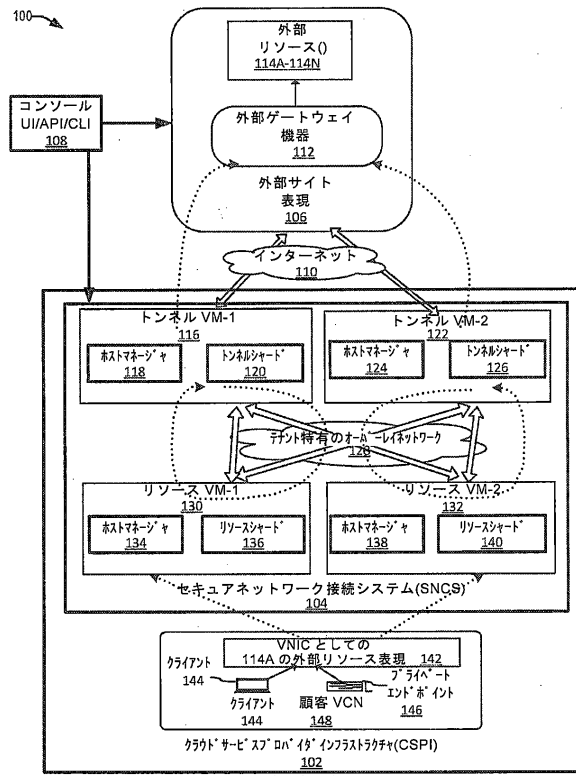 100
外部
リソース()
114A-114N
コンソール
UI/API/CLI
108
外部ゲートウェイ
機器
112
外部サイト
表現
106
インターネット
110
トンネル VM-1
116
ホストマネージャ
118
トンネルシャード
120
トンネル VM-2
122
ホストマネージャ
124
トンネルシャード
126
テナント特有のオーバーレイネットワーク
128
リソース VM-1
130
ホストマネージャ
134
リソースシャード
136
リソース VM-2
132
ホストマネージャ
138
リソースシャード
140
セキュアネットワーク接続システム(SNCS)
104
VNIC としての
114A の外部リソース表現 142
クライアント
144
クライアント
144
顧客 VCN
148
プライベート
エンドポイント
146
クラウドサービスプロバイダインフラストラクチャ(CSPI)
102